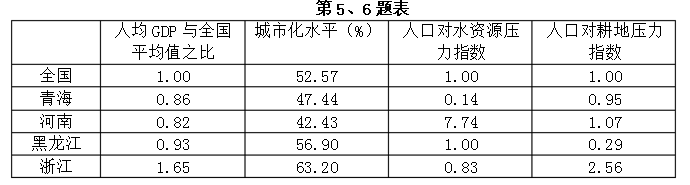 第5、6题表
人均GDP与全国平均值之比 城市化水平（%） 人口对水资源压力指数 人口对耕地压力指数
全国 1.00 52.57 1.00 1.00
青海 0.86 47.44 0.14 0.95
河南 0.82 42.43 7.74 1.07
黑龙江 0.93 56.90 1.00 0.29
浙江 1.65 63.20 0.83 2.56